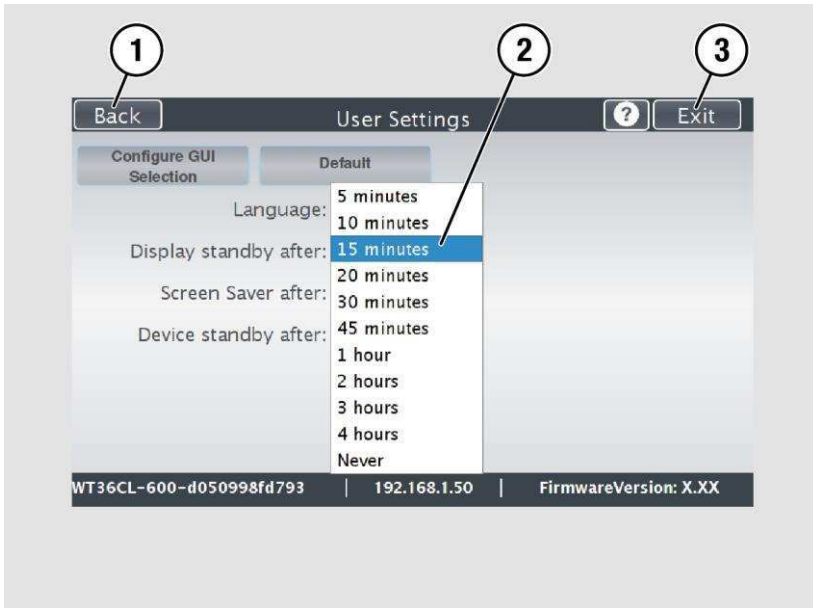 1
2
3
Back
User Settings
?
Exit
Configure GUI
Selection
Default
Language:
Display standby after:
Screen Saver after:
Device standby after:
5 minutes
10 minutes
15 minutes
20 minutes
30 minutes
45 minutes
1 hour
2 hours
3 hours
4 hours
Never
WT36CL-600-d050998fd793 | 192.168.1.50 | FirmwareVersion: X.XX